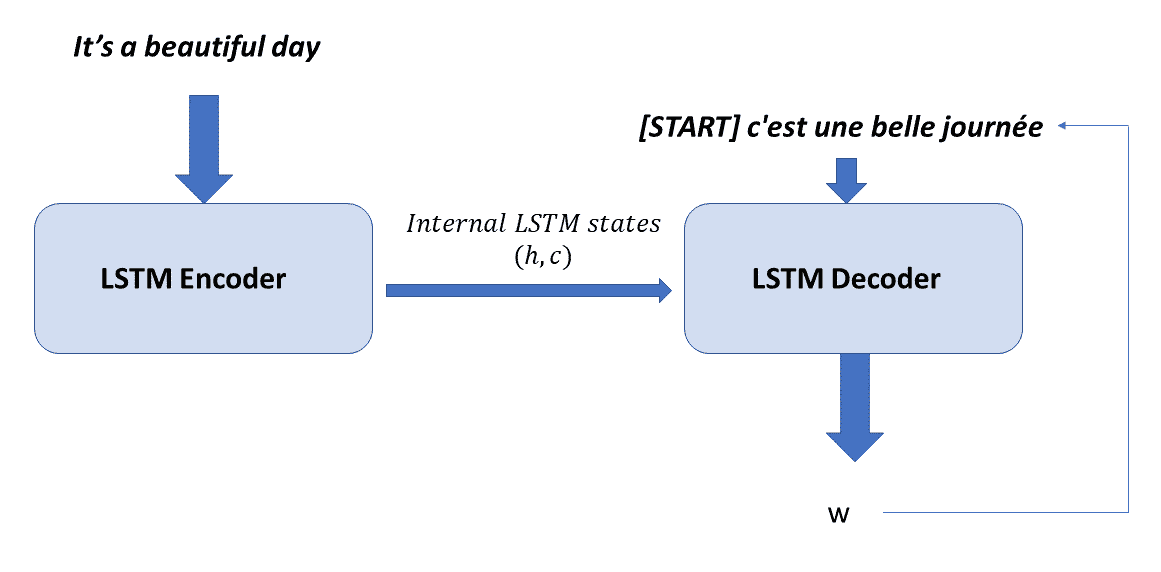 It’s a beautiful day
[START] c'est une belle journée
Internal LSTM states
(h, c)
LSTM Encoder
LSTM Decoder
w